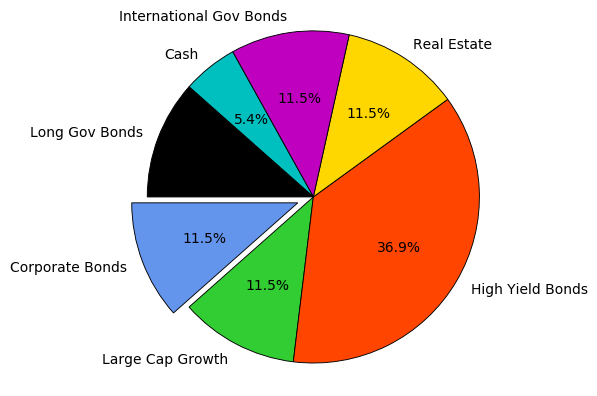 International Gov Bonds
Real Estate
Cash
11.5%
11.5%
5.4%
Long Gov Bonds
11.5%
36.9%
Corporate Bonds
11.5%
High Yield Bonds
Large Cap Growth